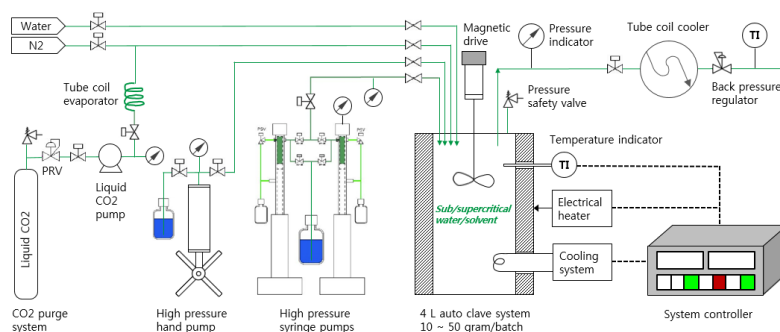 Water
N2
Tube coil
evaporator
PRV
Liquid
CO2
pump
Liquid CO2
CO2 purge
system
High pressure
hand pump
High pressure
syringe pumps
Magnetic
drive
Pressure
indicator
Pressure
safety valve
Tube coil cooler
TI
Back pressure
regulator
Temperature indicator
TI
Sub/supercritical
water/solvent
Electrical
heater
Cooling
system
4 L auto clave system
10 ~ 50 gram/batch
System controller